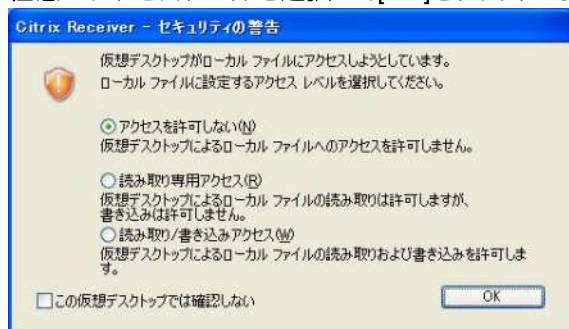 Citrix Receiver - セキュリティの警告
仮想デスクトップがローカル ファイルにアクセスしようとしています。
ローカル ファイルに設定するアクセス レベルを選択してください。
アクセスを許可しない(N)
仮想デスクトップによるローカル ファイルへのアクセスを許可しません。
読み取り専用アクセス(R)
仮想デスクトップによるローカル ファイルの読み取りは許可しますが、
書き込みは許可しません。
読み取り/書き込みアクセス(W)
仮想デスクトップによるローカル ファイルの読み取りおよび書き込みを許可しま
す。
この仮想デスクトップでは確認しない
OK